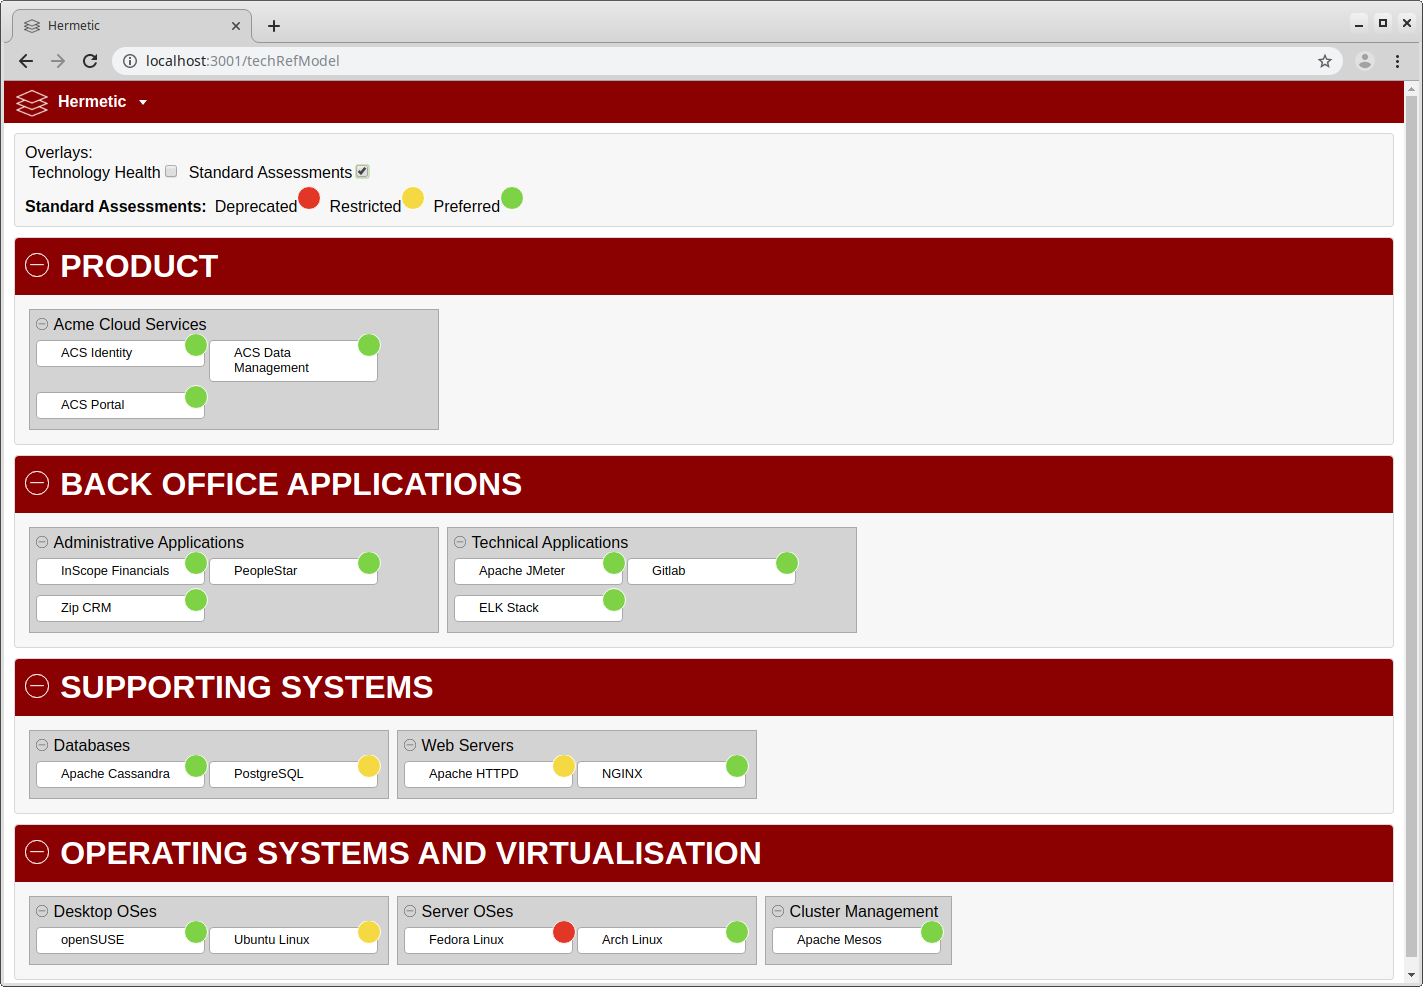 Hermetic
localhost:3001/techRefModel
Hermetic
Overlays:
Technology Health Standard Assessments
Standard Assessments: Deprecated Restricted Preferred
PRODUCT
Acme Cloud Services
ACS Identity
ACS Data
Management
ACS Portal
BACK OFFICE APPLICATIONS
Administrative Applications
InScope Financials
PeopleStar
Zip CRM
Technical Applications
Apache JMeter
Gitlab
ELK Stack
SUPPORTING SYSTEMS
Databases
Apache Cassandra
PostgreSQL
Web Servers
Apache HTTPD
NGINX
OPERATING SYSTEMS AND VIRTUALISATION
Desktop OSes
openSUSE
Ubuntu Linux
Server OSes
Fedora Linux
Arch Linux
Cluster Management
Apache Mesos